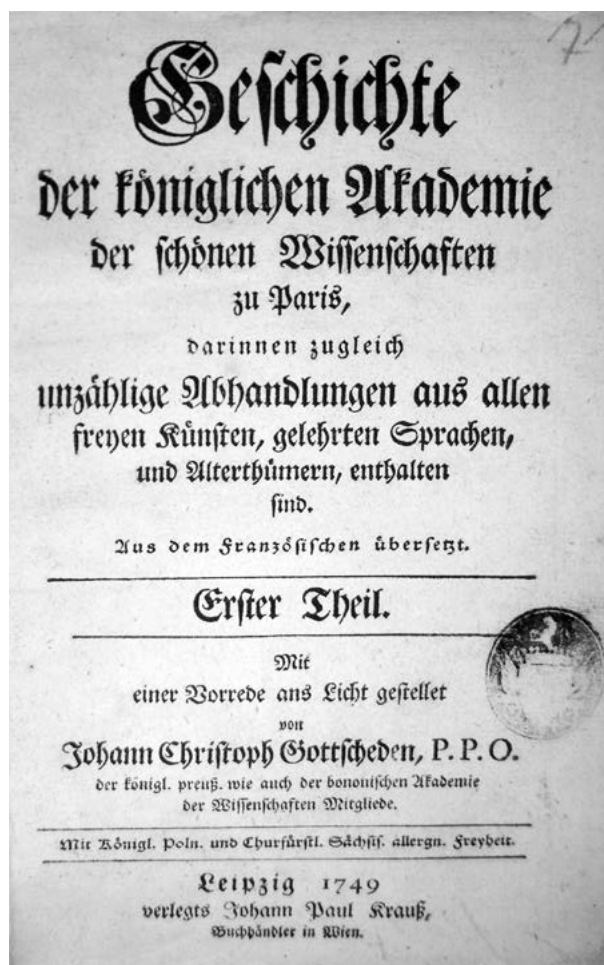 7
Geschichte
der königlichen Akademie
der schönen Wissenschaften
zu Paris,
darinnen zugleich
unzählige Abhandlungen aus allen
freyen Künsten, gelehrten Sprachen,
und Alterthümern, enthalten
sind.
Aus dem Französischen übersetzt.
Erster Theil.
Mit
einer Vorrede ans Licht gestellet
von
Johann Christoph Gottscheden, P. P. O.
der königl. preuß. wie auch der bononischen Akademie
der Wissenschaften Mitgliede.
Mit Königl. Poln. und Churfürstl. Sächsis. allergn. Freyheit.
Leipzig 1749
verlegts Johann Paul Krauß,
Buchhändler in Wien.